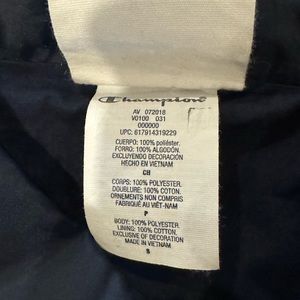 Champion
AV 072018
V0100 031
000000
UPC: 617914319229
CUERPO: 100% poliéster.
FORRO: 100% ALGODÓN.
EXCLUYENDO DECORACIÓN
HECHO EN VIETNAM
CH
CORPS: 100% POLYESTER.
DOUBLURE: 100% COTON.
ORNEMENTS NON COMPRIS
FABRIQUÉ AU VIÊT-NAM
P
BODY: 100% POLYESTER.
LINING: 100% COTTON.
EXCLUSIVE OF DECORATION
MADE IN VIETNAM
S